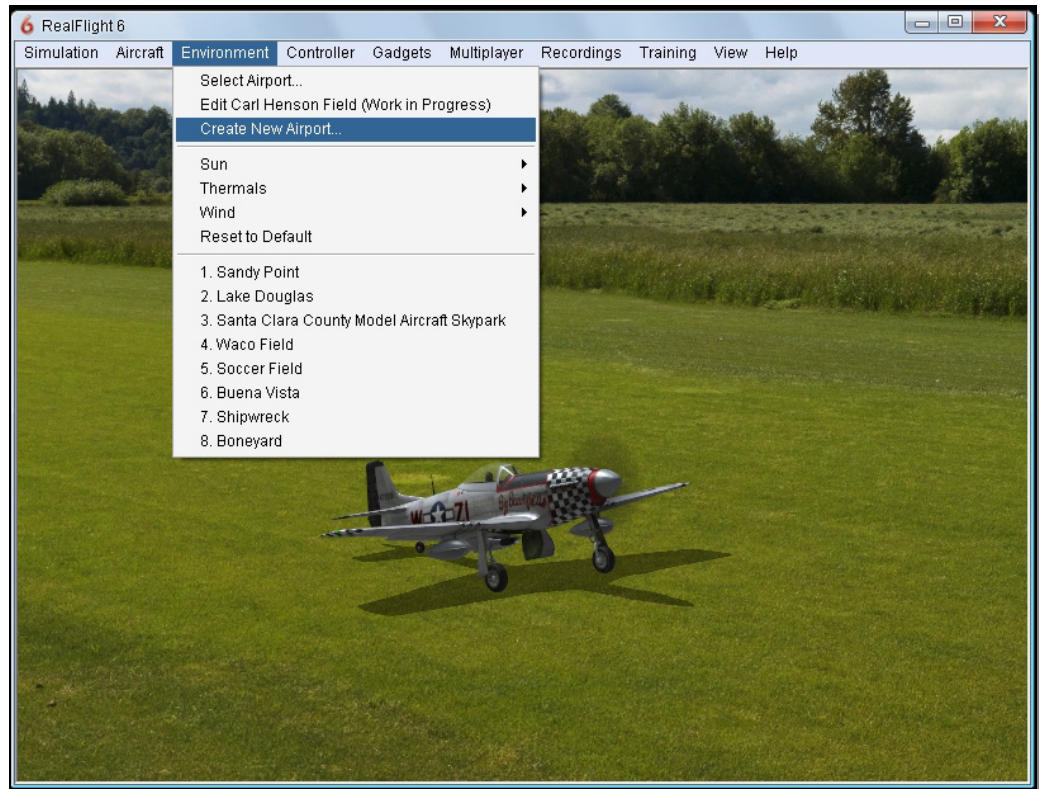 6 RealFlight 6
Simulation Aircraft Environment Controller Gadgets Multiplayer Recordings Training View Help
Select Airport...
Edit Carl Henson Field (Work in Progress)
Create New Airport...
Sun
Thermals
Wind
Reset to Default
1. Sandy Point
2. Lake Douglas
3. Santa Clara County Model Aircraft Skypark
4. Waco Field
5. Soccer Field
6. Buena Vista
7. Shipwreck
8. Boneyard
W ZI